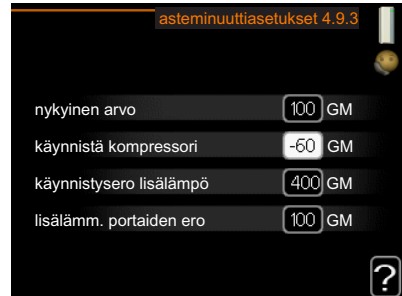 asteminuuttiasetukset 4.9.3
nykyinen arvo 100 GM
käynnistä kompressori -60 GM
käynnistysero lisälämpö 400 GM
lisälämm. portaiden ero 100 GM
?